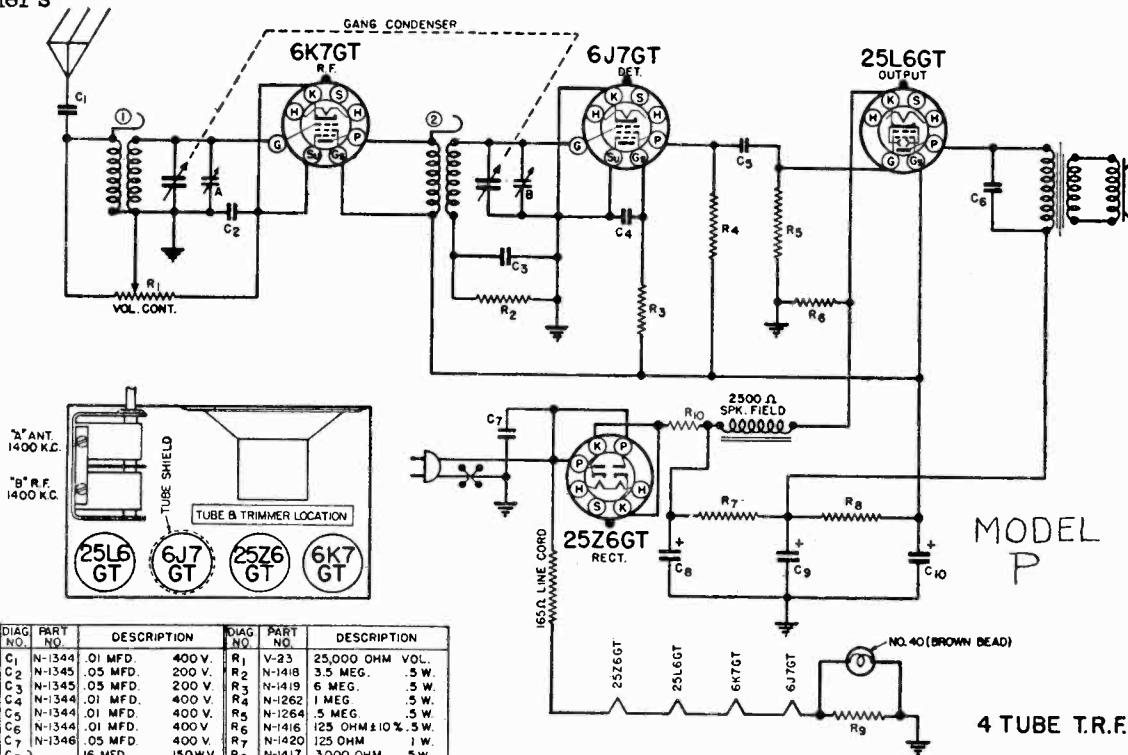 GANG CONDENSER
6K7GT
R.F.
6J7GT
DET.
25L6GT
OUTPUT
C1
1
2
K S
H H
G P
Su Gs
K S
H H
G P
Su Gs
K S
H H
P
G Gs
A
B
C2
C3
C4
C5
C6
R1
VOL. CONT.
R2
R3
R4
R5
R6
"A" ANT.
1400 K.C.
"B" R.F.
1400 K.C.
TUBE SHIELD
TUBE & TRIMMER LOCATION
25L6 GT
6J7 GT
25Z6 GT
6K7 GT
C7
K P
P H
H K
S
25Z6GT
RECT.
R10
2500 Ω
SPK. FIELD
R7
R8
+
C8
+
C9
+
C10
MODEL
P
165Ω LINE CORD
25Z6GT
25L6GT
6K7GT
6J7GT
NO. 40 (BROWN BEAD)
R9
4 TUBE T.R.F.
DIAG. NO. PART NO. DESCRIPTION DIAG. NO. PART NO. DESCRIPTION
C1 N-1344 .01 MFD. 400 V. R1 V-23 25,000 OHM VOL.
C2 N-1345 .05 MFD. 200 V. R2 N-1418 3.5 MEG. .5 W.
C3 N-1345 .05 MFD. 200 V. R3 N-1419 6 MEG. .5 W.
C4 N-1344 .01 MFD. 400 V. R4 N-1262 1 MEG. .5 W.
C5 N-1344 .01 MFD. 400 V. R5 N-1264 .5 MEG. .5 W.
C6 N-1344 .01 MFD. 400 V R6 N-1416 125 OHM±10% .5 W.
C7 N-1346 .05 MFD. 400 V. R7 N-1420 125 OHM 1 W.
16 MFD. 150 W.V. N-1417 3000 OHM .5 W.